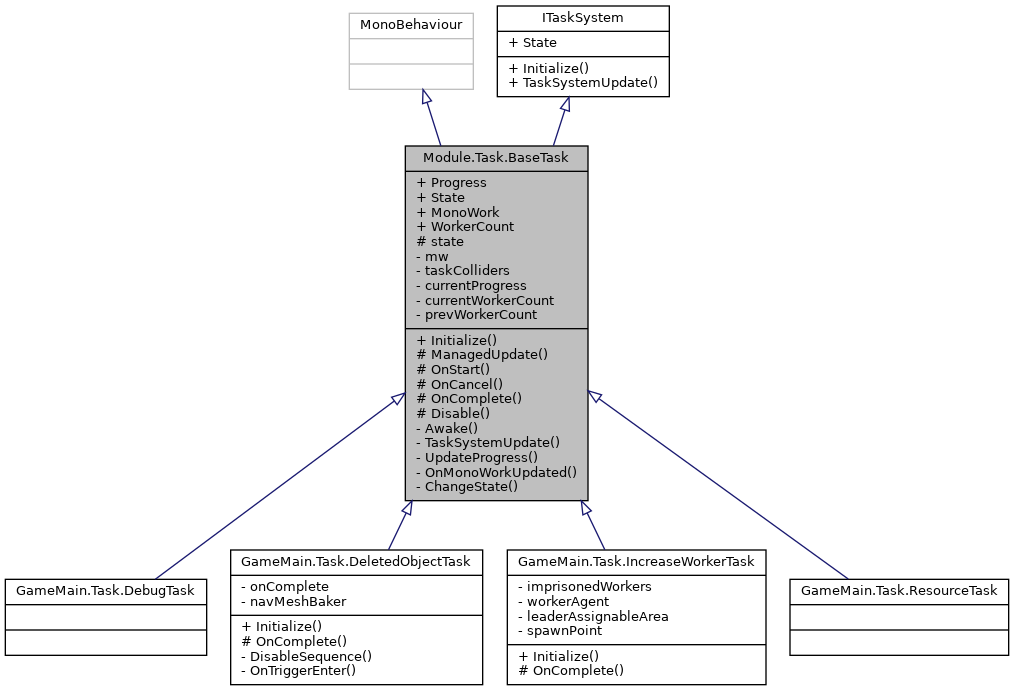 MonoBehaviour
ITaskSystem
+ State
+ Initialize()
+ TaskSystemUpdate()
Module.Task.BaseTask
+ Progress
+ State
+ MonoWork
+ WorkerCount
# state
- mw
- taskColliders
- currentProgress
- currentWorkerCount
- prevWorkerCount
+ Initialize()
# ManagedUpdate()
# OnStart()
# OnCancel()
# OnComplete()
# Disable()
- Awake()
- TaskSystemUpdate()
- UpdateProgress()
- OnMonoWorkUpdated()
- ChangeState()
GameMain.Task.DebugTask
GameMain.Task.DeletedObjectTask
- onComplete
- navMeshBaker
+ Initialize()
# OnComplete()
- DisableSequence()
- OnTriggerEnter()
GameMain.Task.IncreaseWorkerTask
- imprisonedWorkers
- workerAgent
- leaderAssignableArea
- spawnPoint
+ Initialize()
# OnComplete()
GameMain.Task.ResourceTask